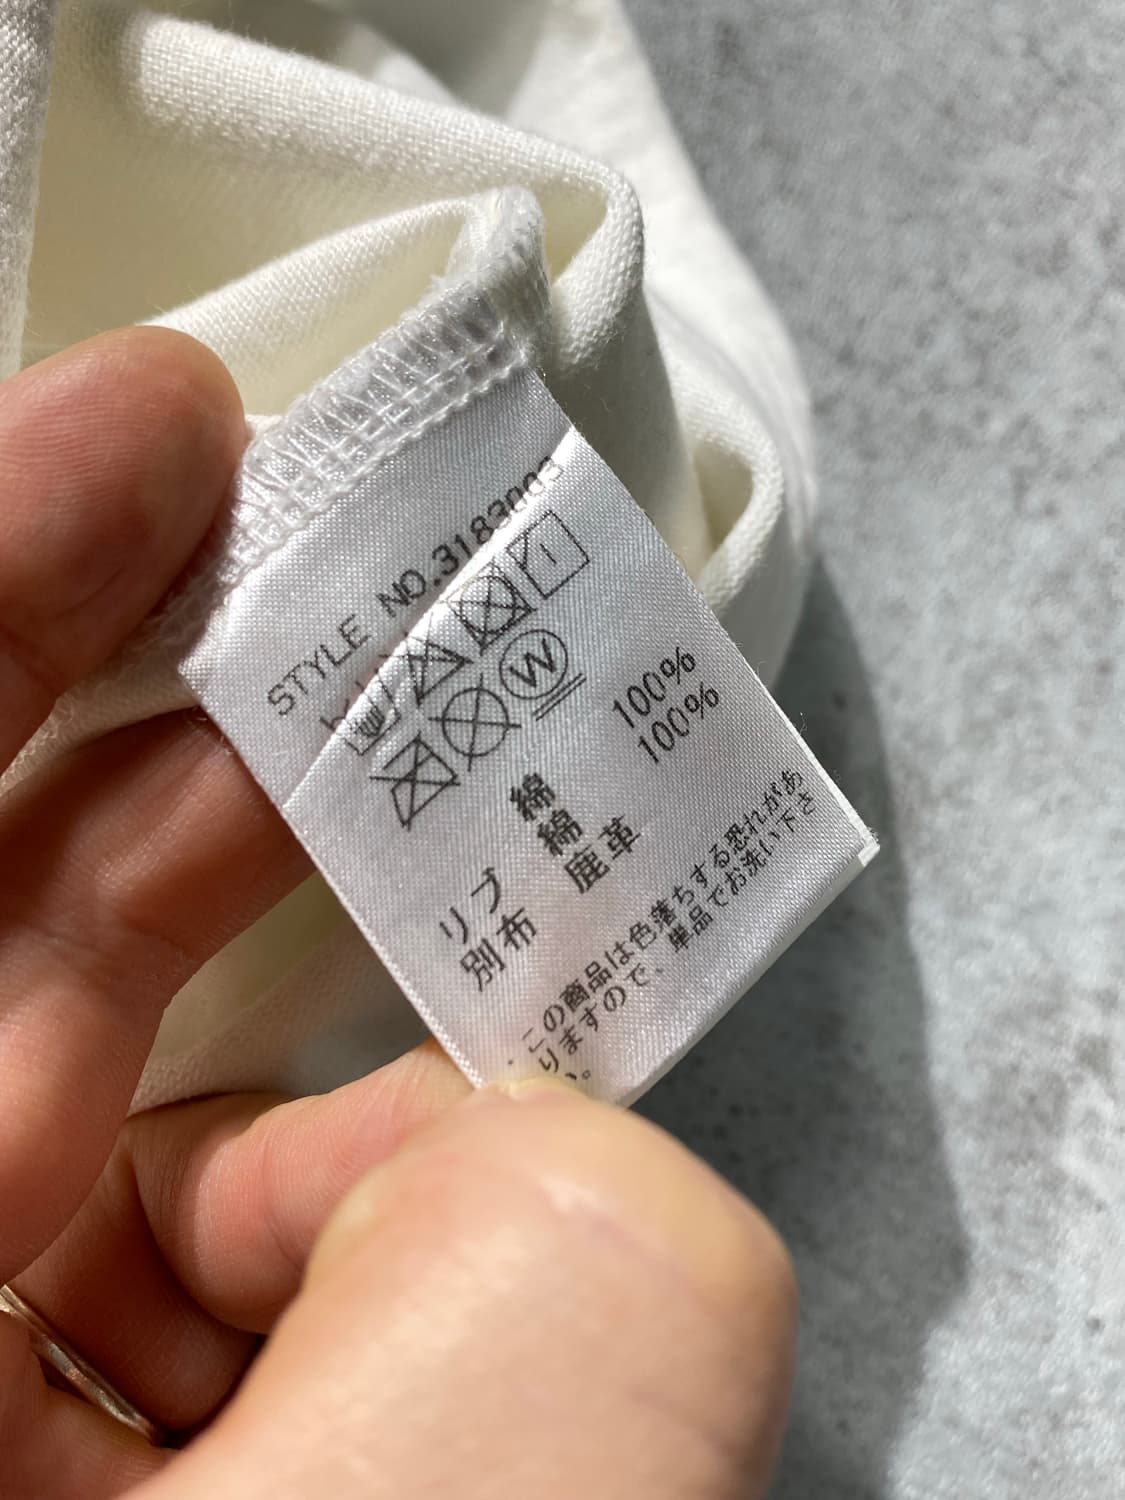 STYLE NO.3183003
W
綿 100%
リブ 綿 100%
別布 鹿革
この商品は色落ちする恐れがあ
りますので、単品でお洗い下さ
い。